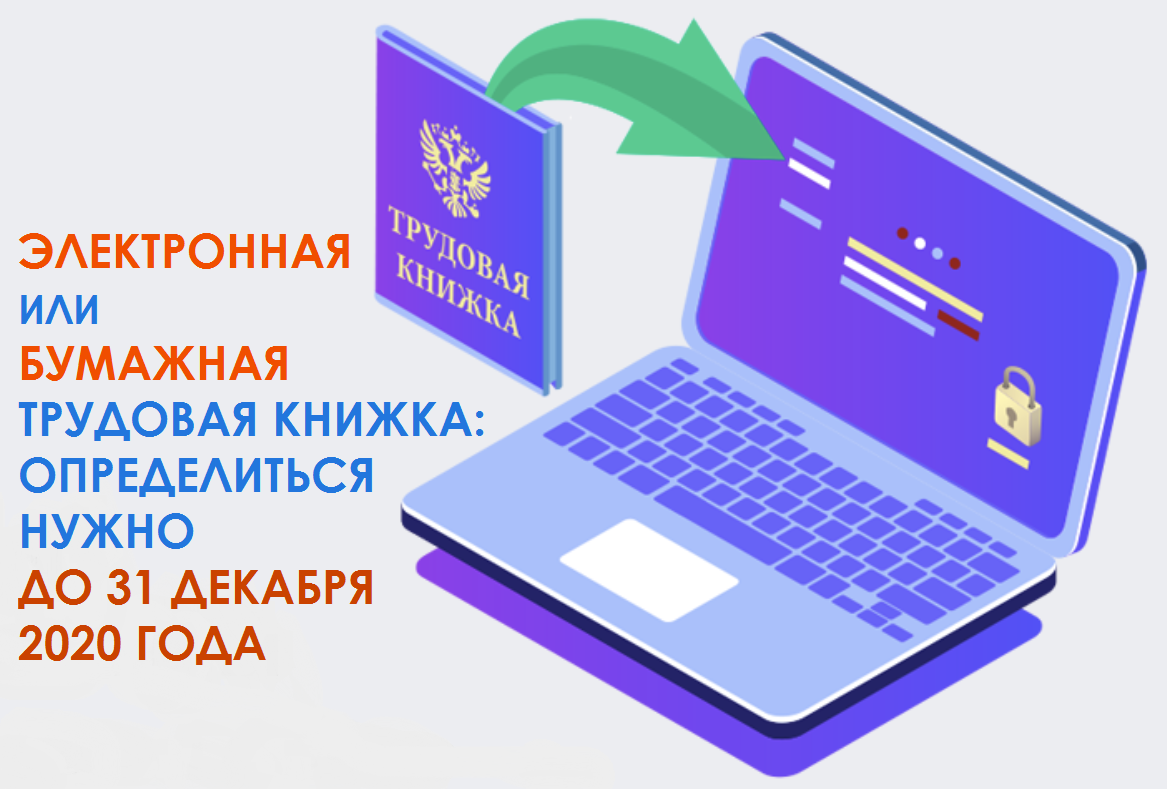 ЭЛЕКТРОННАЯ
ИЛИ
БУМАЖНАЯ
ТРУДОВАЯ КНИЖКА:
ОПРЕДЕЛИТЬСЯ
НУЖНО
ДО 31 ДЕКАБРЯ
2020 ГОДА
ТРУДОВАЯ
КНИЖКА